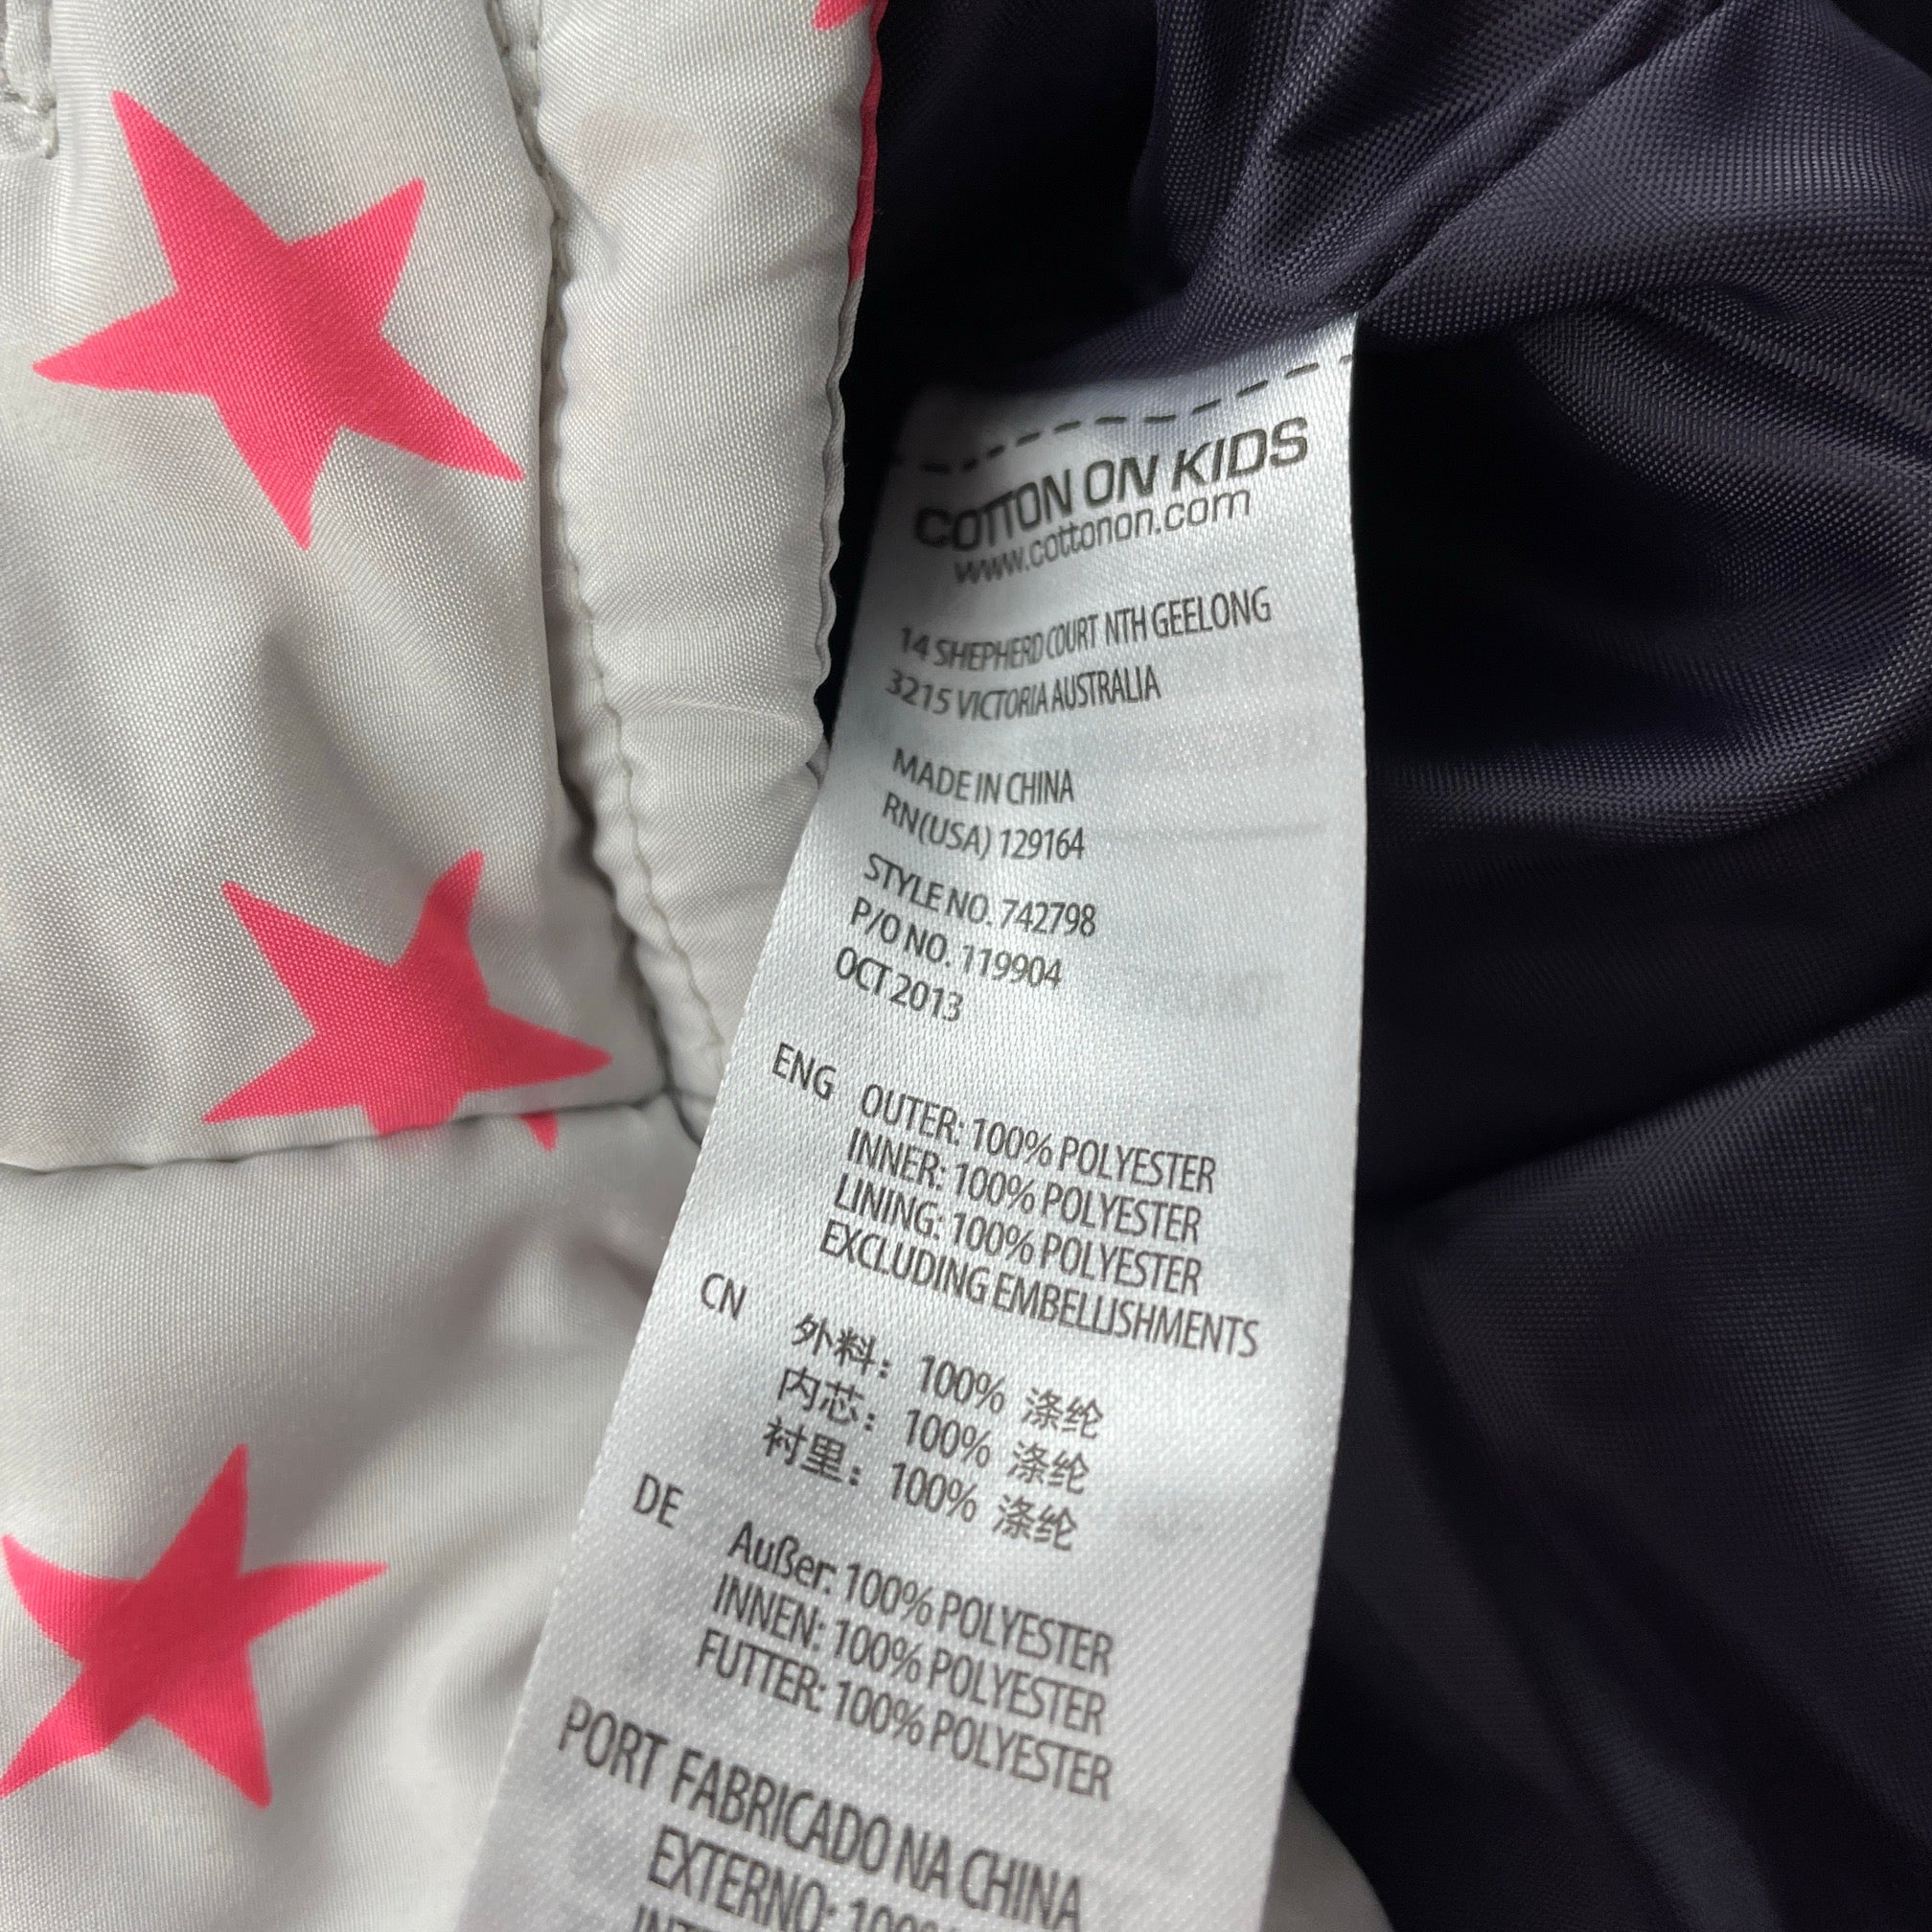 COTTON ON KIDS
www.cottonon.com
14 SHEPHERD COURT NTH GEELONG
3215 VICTORIA AUSTRALIA
MADE IN CHINA
RN(USA) 129164
STYLE NO. 742798
P/O NO. 119904
OCT 2013
ENG OUTER: 100% POLYESTER
INNER: 100% POLYESTER
LINING: 100% POLYESTER
EXCLUDING EMBELLISHMENTS
CN 外料: 100% 涤纶
内芯: 100% 涤纶
衬里: 100% 涤纶
DE Außer: 100% POLYESTER
INNEN: 100% POLYESTER
FUTTER: 100% POLYESTER
PORT FABRICADO NA CHINA
EXTERNO: 100%